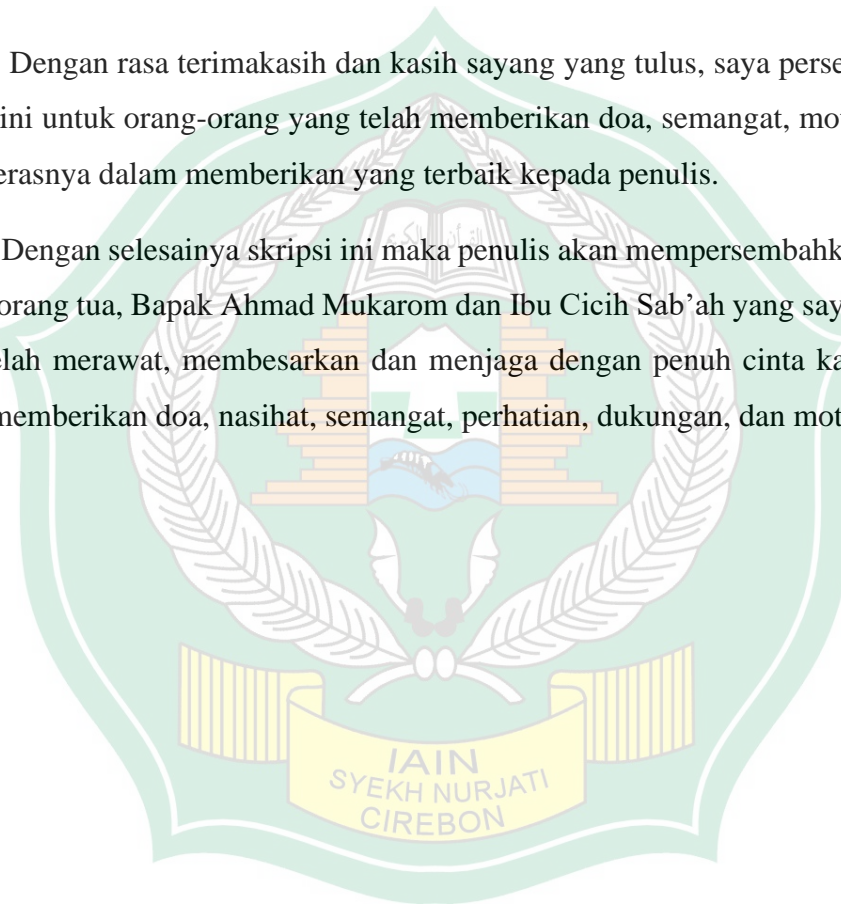 Dengan rasa terimakasih dan kasih sayang yang tulus, saya perse
ini untuk orang-orang yang telah memberikan doa, semangat, mo
erasnya dalam memberikan yang terbaik kepada penulis.
Dengan selesainya skripsi ini maka penulis akan mempersembahk
orang tua, Bapak Ahmad Mukarom dan Ibu Cicih Sab’ah yang say
elah merawat, membesarkan dan menjaga dengan penuh cinta ka
memberikan doa, nasihat, semangat, perhatian, dukungan, dan mot
IAIN
SYEKH NURJATI
CIREBON